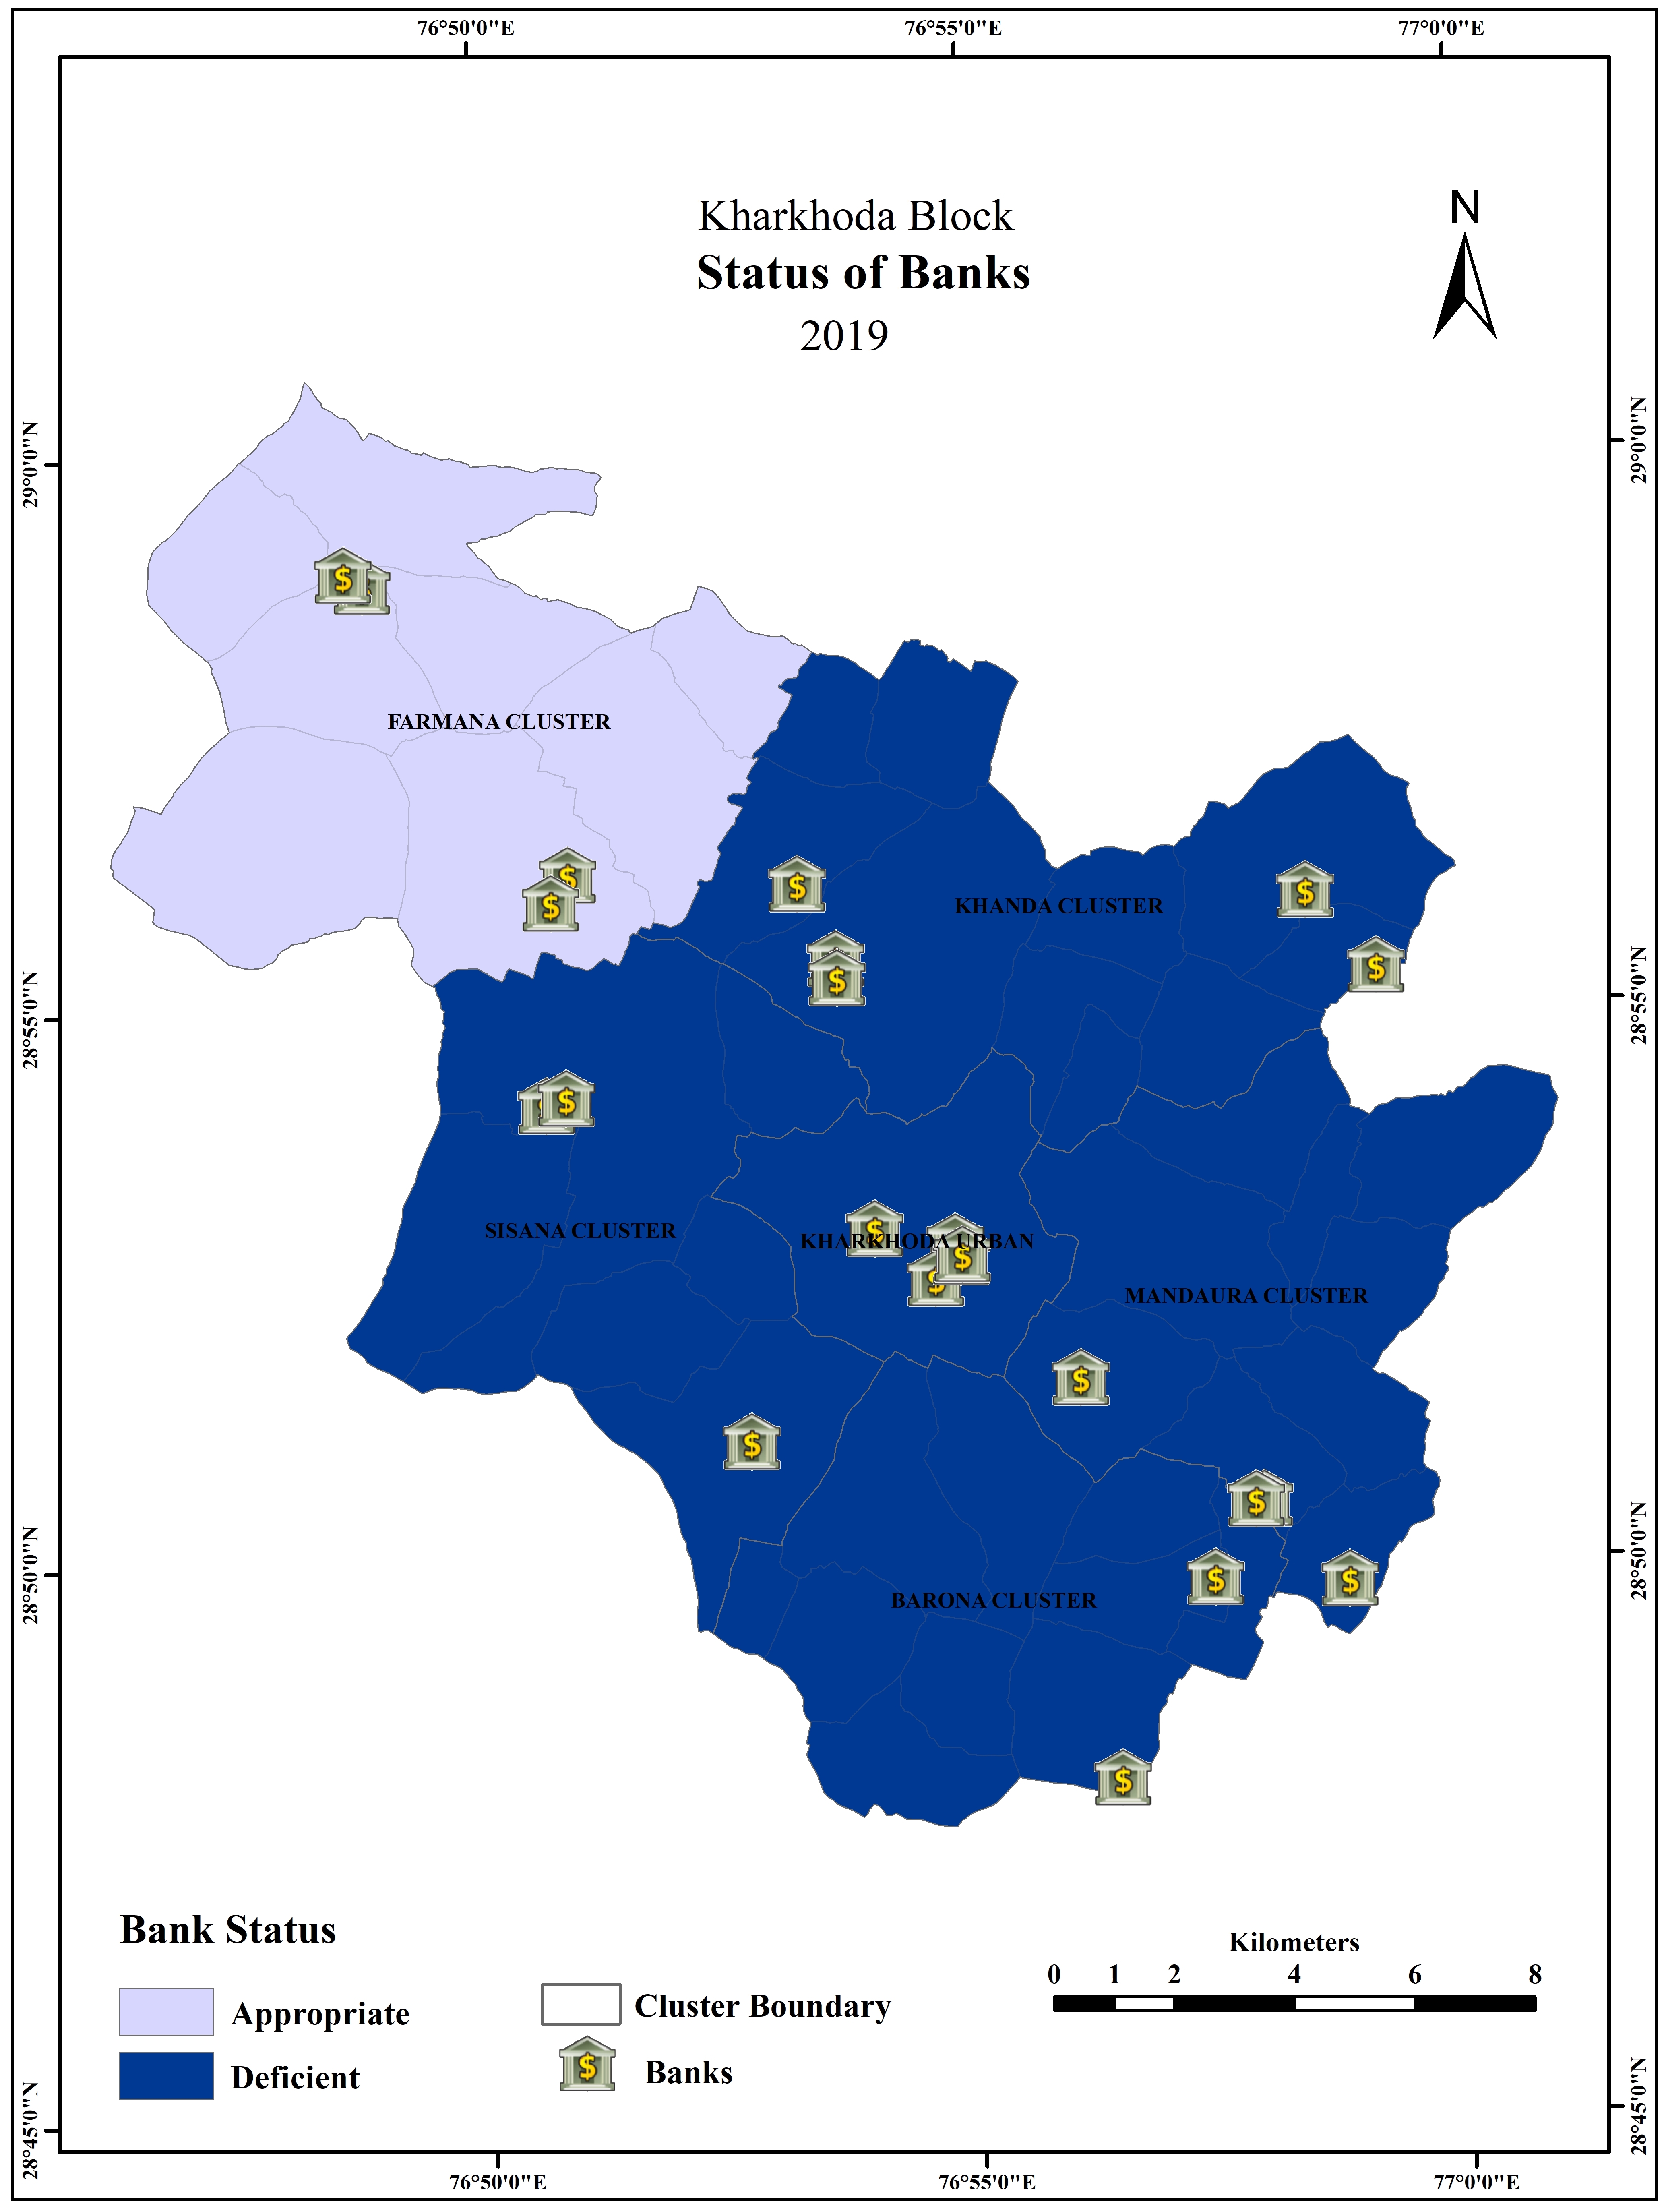 76°50'0"E 76°55'0"E 77°0'0"E
Kharkhoda Block
Status of Banks
2019
N
29°0'0"N 29°0'0"N
FARMANA CLUSTER
KHANDA CLUSTER
28°55'0"N 28°55'0"N
SISANA CLUSTER
KHARKHODA URBAN
MANDAURA CLUSTER
28°50'0"N 28°50'0"N
BARONA CLUSTER
Bank Status
Appropriate
Deficient
Cluster Boundary
Banks
Kilometers
0 1 2 4 6 8
28°45'0"N 28°45'0"N
76°50'0"E 76°55'0"E 77°0'0"E